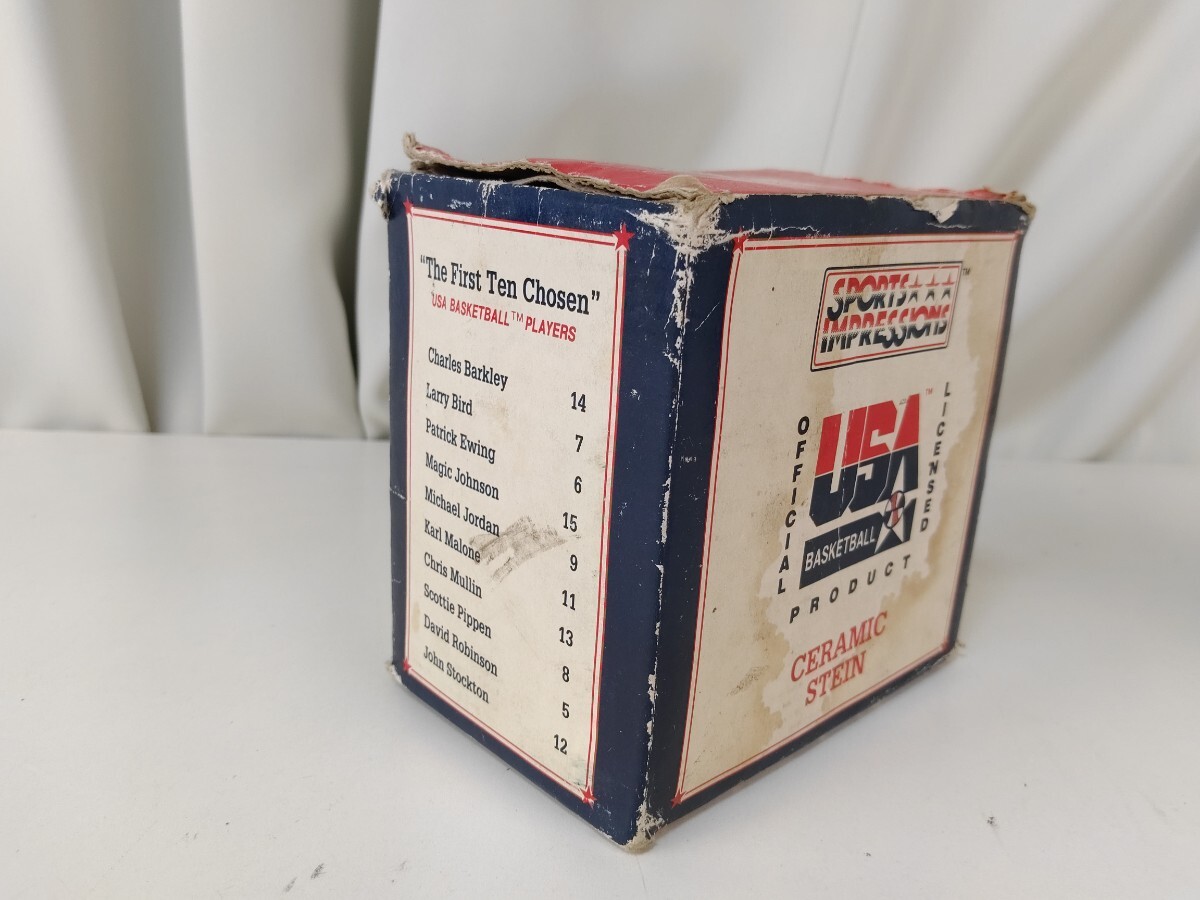 "The First Ten Chosen"
USA BASKETBALL™ PLAYERS
Charles Barkley 14
Larry Bird 7
Patrick Ewing 6
Magic Johnson 15
Michael Jordan 9
Karl Malone 11
Chris Mullin 13
Scottie Pippen 8
David Robinson 5
John Stockton 12
SPORTS ™
IMPRESSIONS
OFFICIAL
USA™
BASKETBALL
LICENSED
PRODUCT
CERAMIC
STEIN